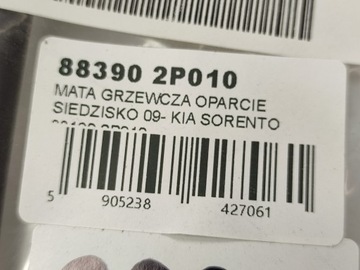 88390 2P010
MATA GRZEWCZA OPARCIE
SIEDZISKO 09- KIA SORENTO
5 905238 427061